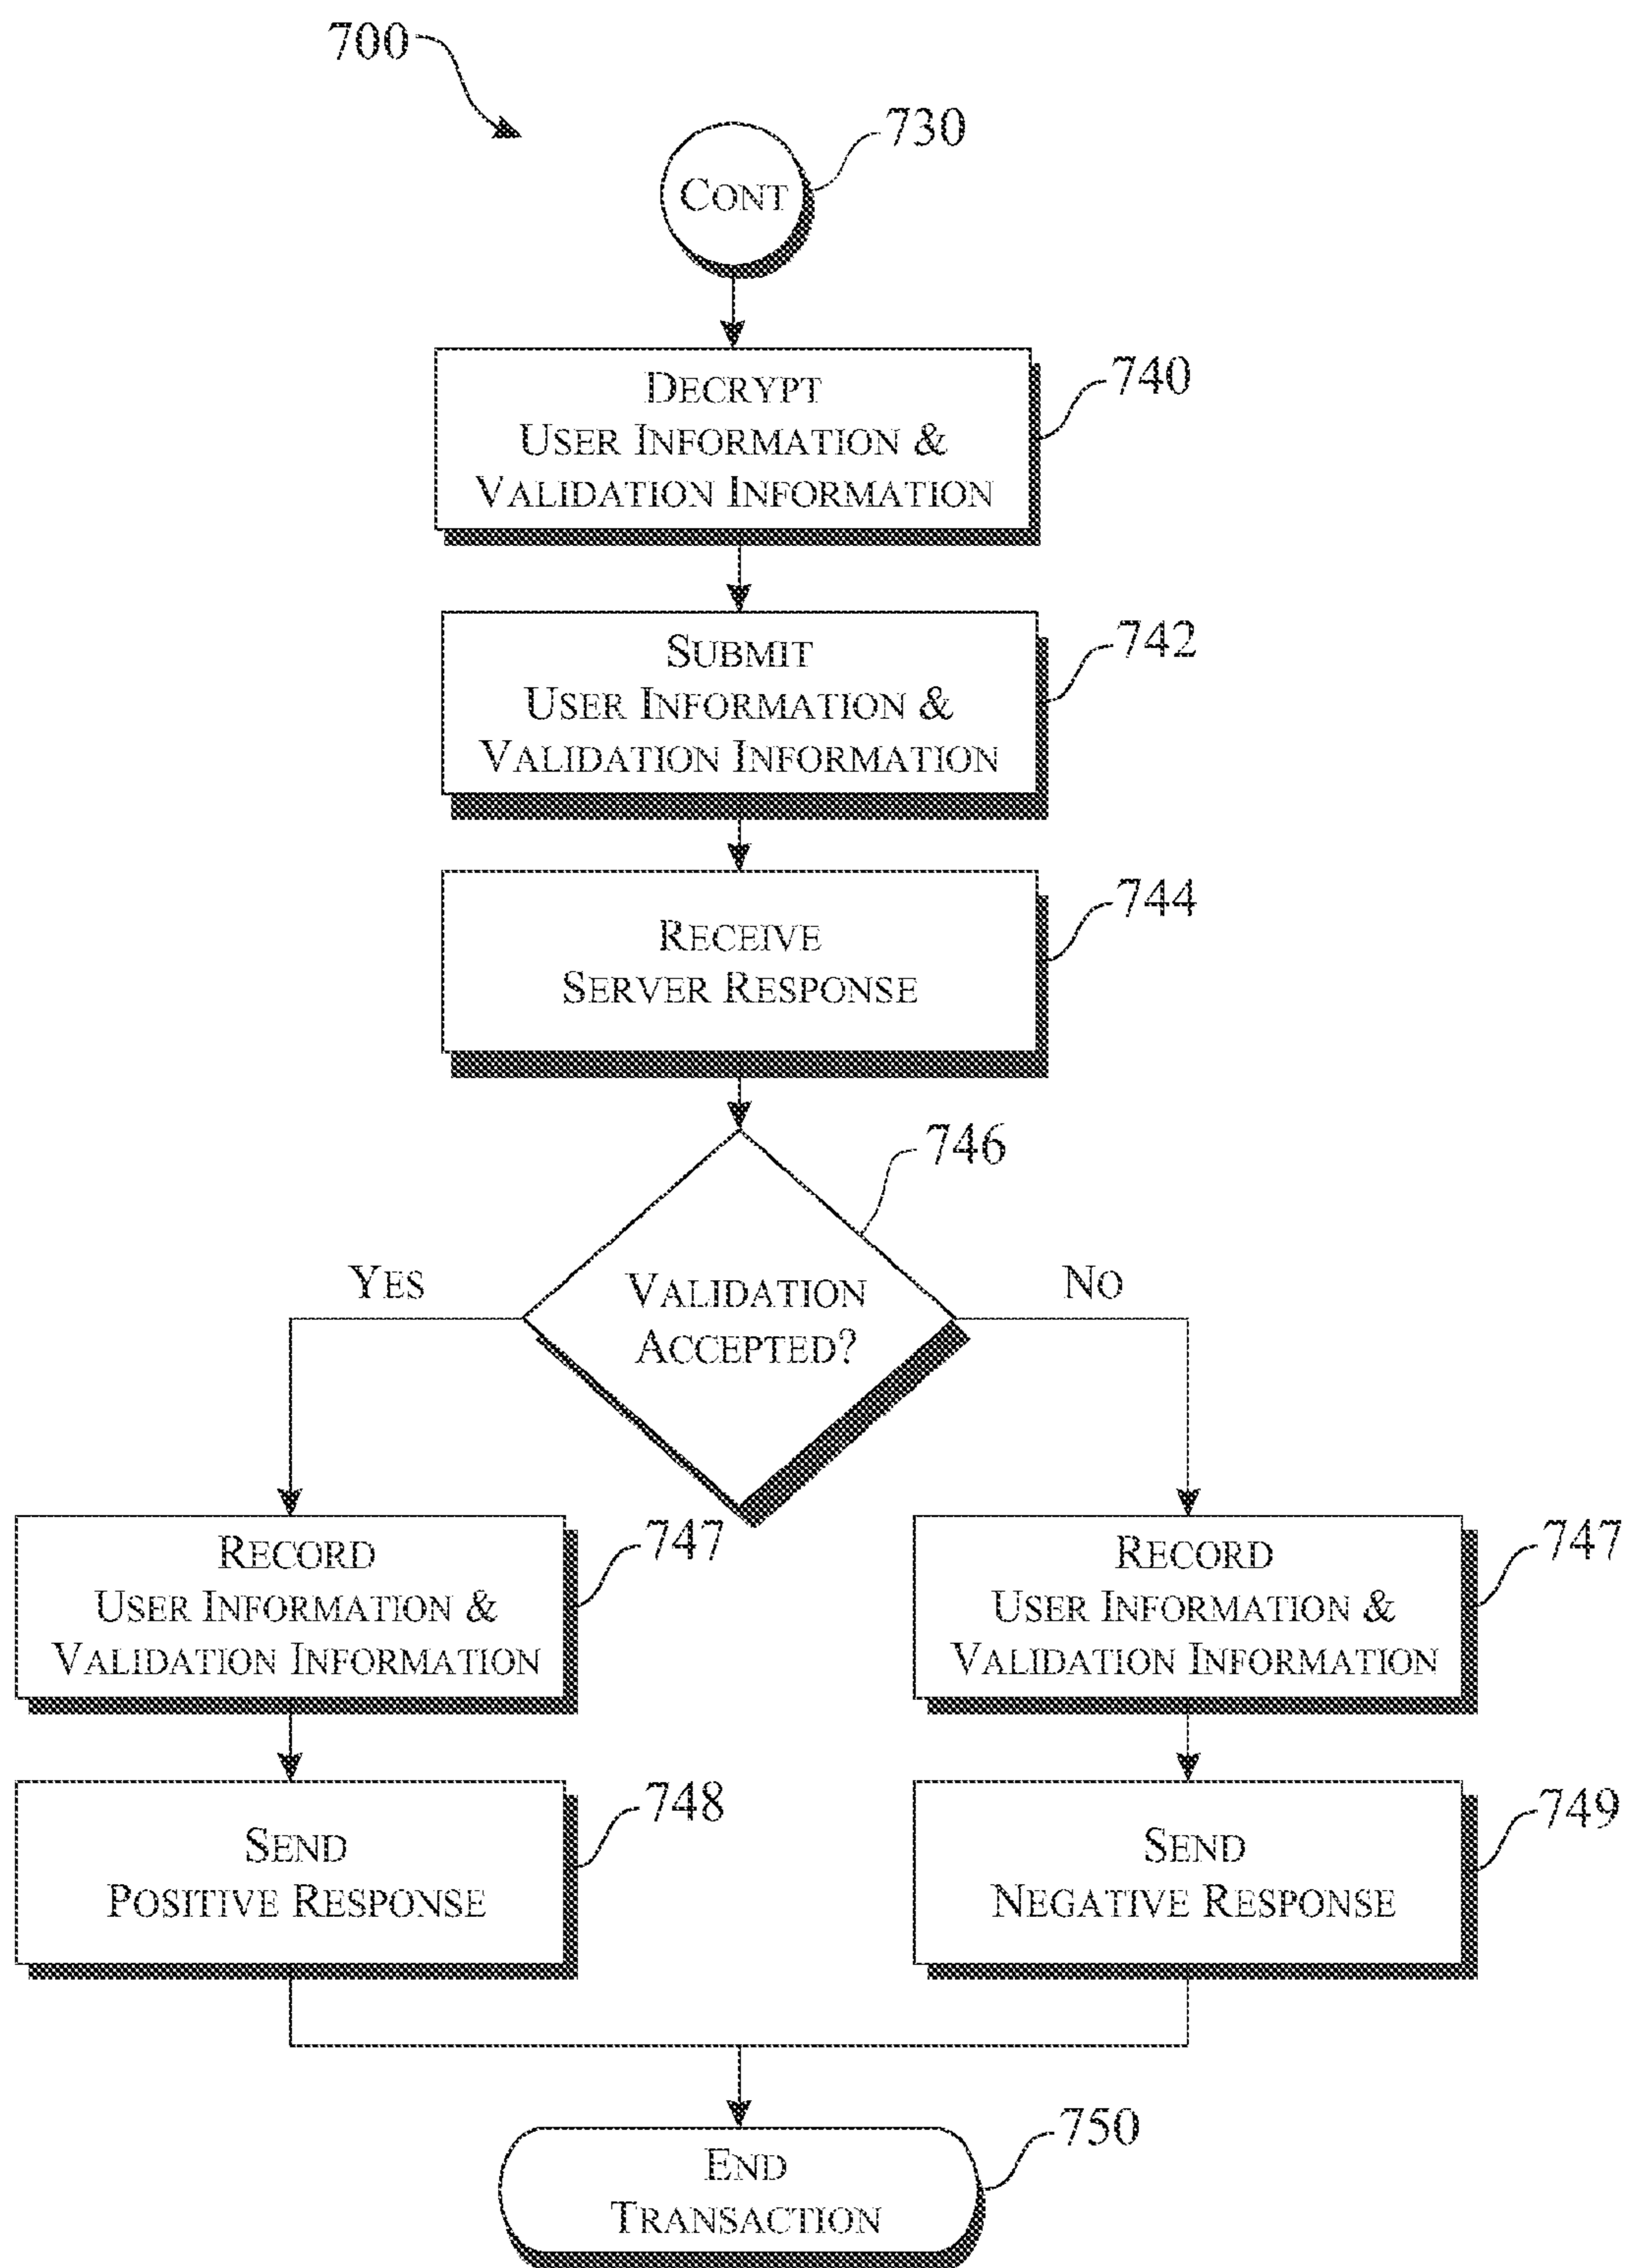 700
730
CONT
740
DECRYPT
USER INFORMATION &
VALIDATION INFORMATION
742
SUBMIT
USER INFORMATION &
VALIDATION INFORMATION
744
RECEIVE
SERVER RESPONSE
746
YES
NO
VALIDATION
ACCEPTED?
747
RECORD
USER INFORMATION &
VALIDATION INFORMATION
747
RECORD
USER INFORMATION &
VALIDATION INFORMATION
748
SEND
POSITIVE RESPONSE
749
SEND
NEGATIVE RESPONSE
750
END
TRANSACTION